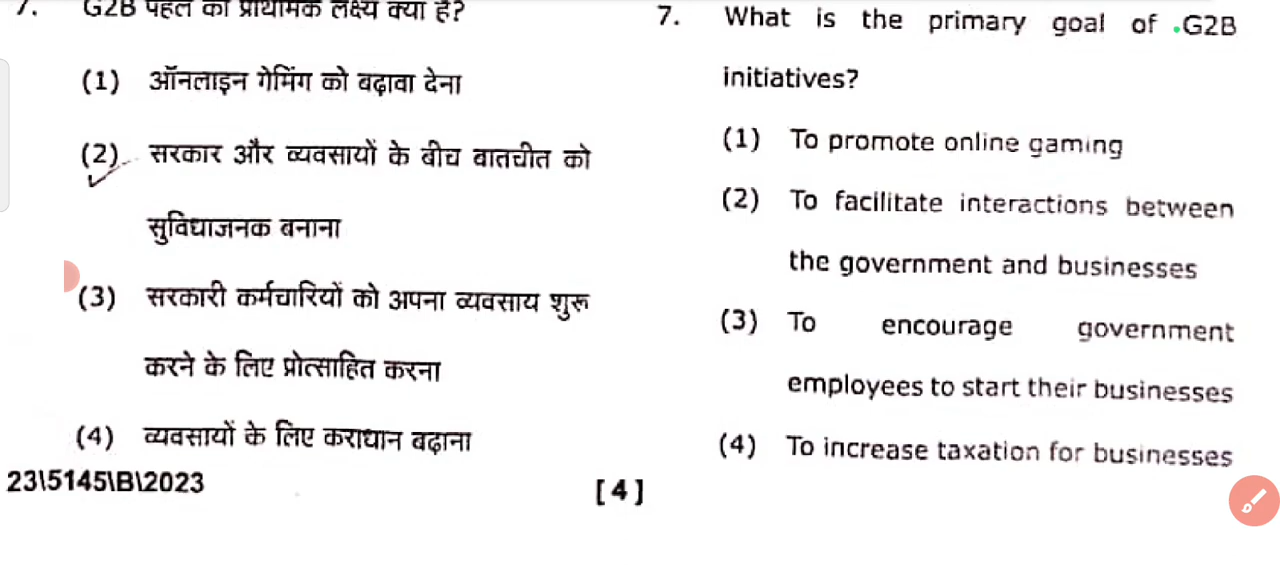 7. G2B पहल का प्राथमिक लक्ष्य क्या है?
(1) ऑनलाइन गेमिंग को बढ़ावा देना
(2) सरकार और व्यवसायों के बीच बातचीत को
सुविधाजनक बनाना
(3) सरकारी कर्मचारियों को अपना व्यवसाय शुरू
करने के लिए प्रोत्साहित करना
(4) व्यवसायों के लिए कराधान बढ़ाना
23\5145\B\2023
7. What is the primary goal of G2B
initiatives?
(1) To promote online gaming
(2) To facilitate interactions between
the government and businesses
(3) To encourage government
employees to start their businesses
(4) To increase taxation for businesses
[4]